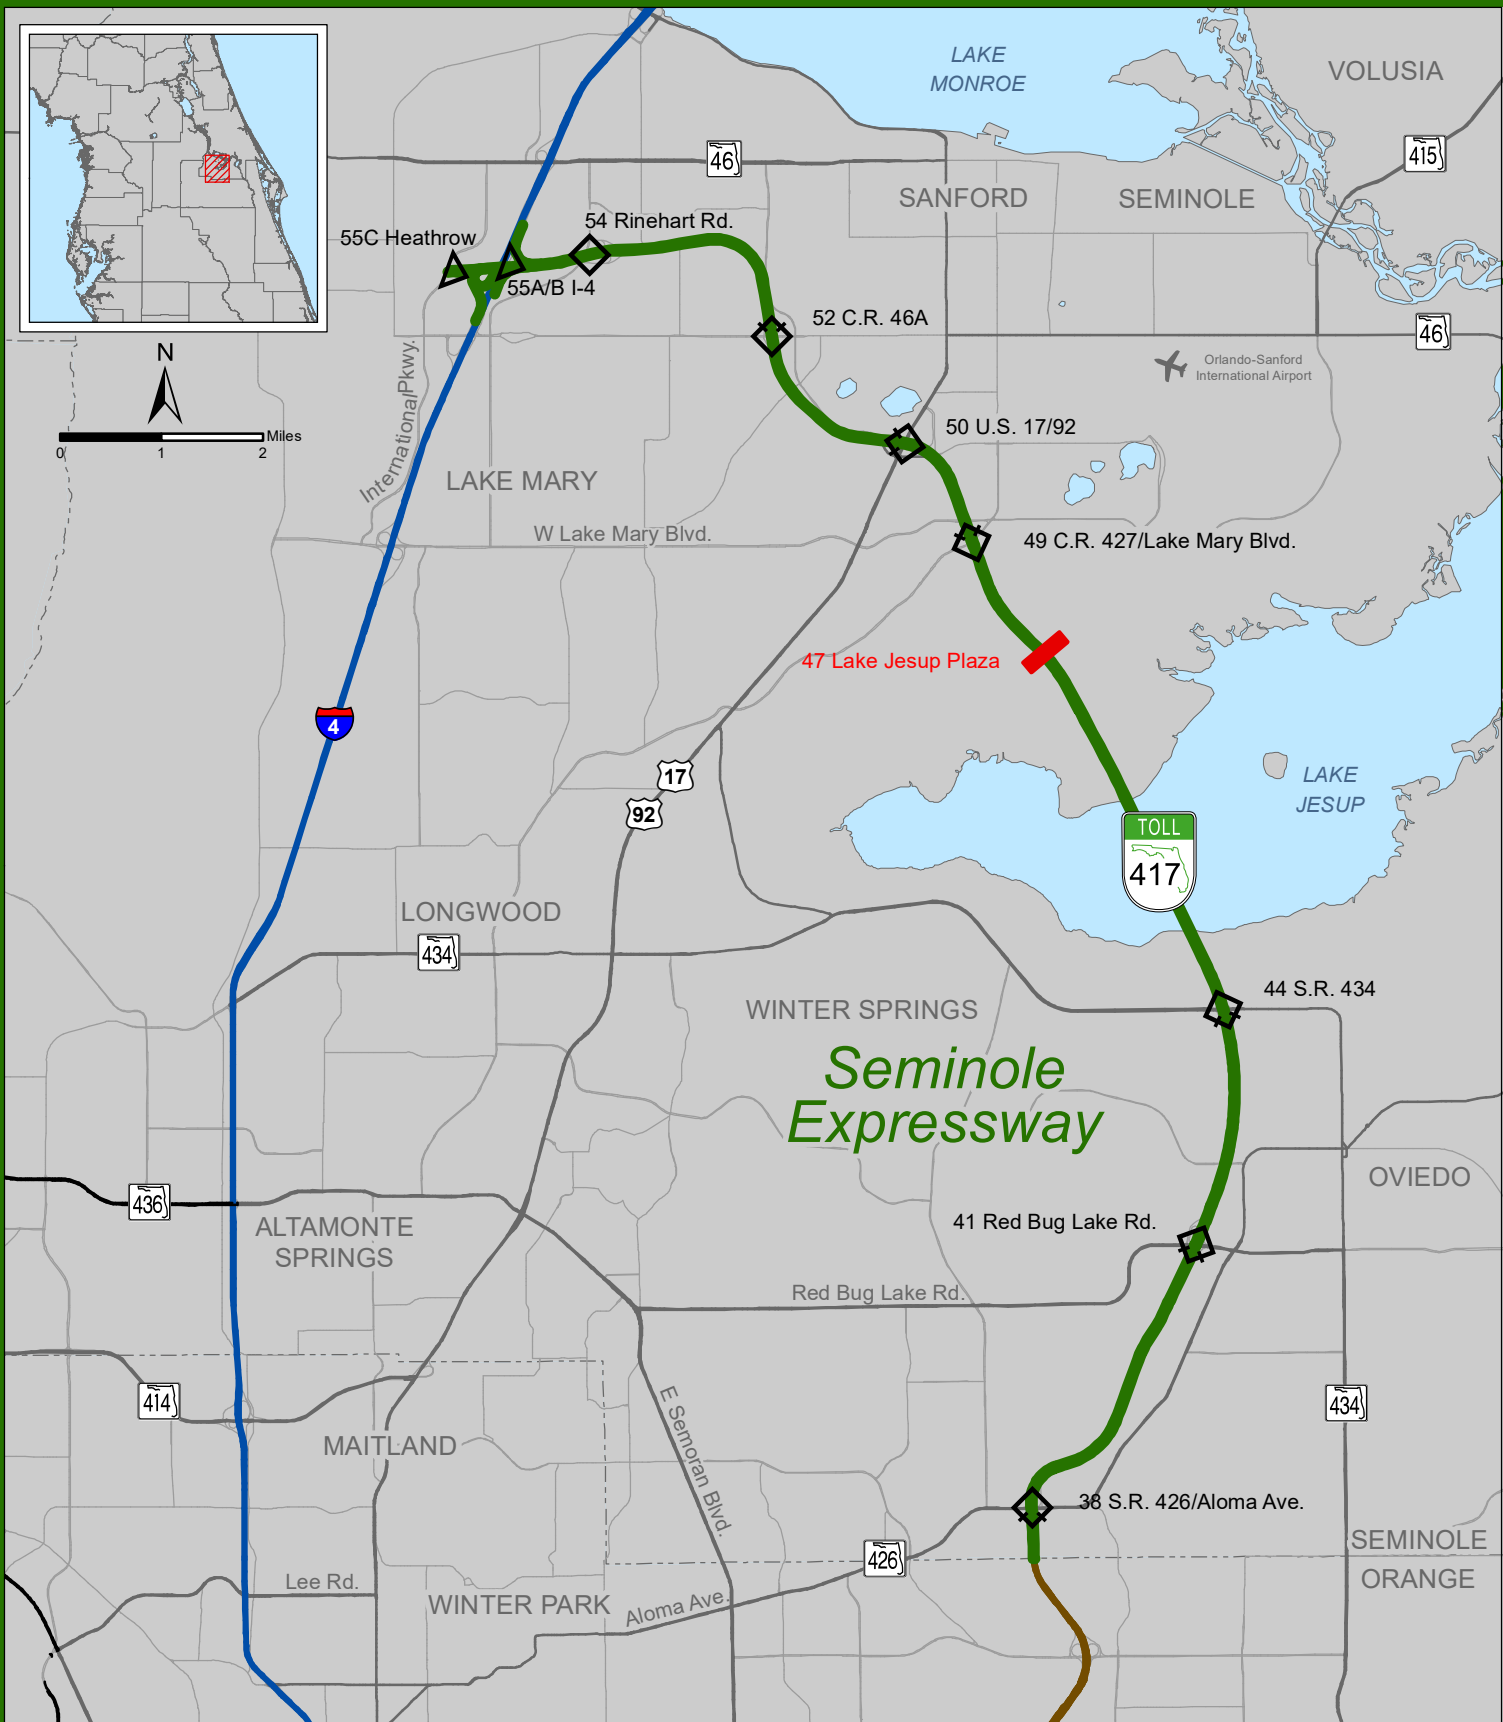 LAKE
MONROE
VOLUSIA
415
46
SANFORD
SEMINOLE
54 Rinehart Rd.
55C Heathrow
55A/B I-4
52 C.R. 46A
46
Orlando-Sanford
International Airport
N
Miles
0 1 2
International Pkwy.
50 U.S. 17/92
LAKE MARY
W Lake Mary Blvd.
49 C.R. 427/Lake Mary Blvd.
47 Lake Jesup Plaza
4
17
92
LAKE
JESUP
TOLL
417
LONGWOOD
434
44 S.R. 434
WINTER SPRINGS
Seminole
Expressway
OVIEDO
436
ALTAMONTE
SPRINGS
41 Red Bug Lake Rd.
Red Bug Lake Rd.
414
434
MAITLAND
E Semoran Blvd.
38 S.R. 426/Aloma Ave.
426
SEMINOLE
ORANGE
Lee Rd.
WINTER PARK
Aloma Ave.